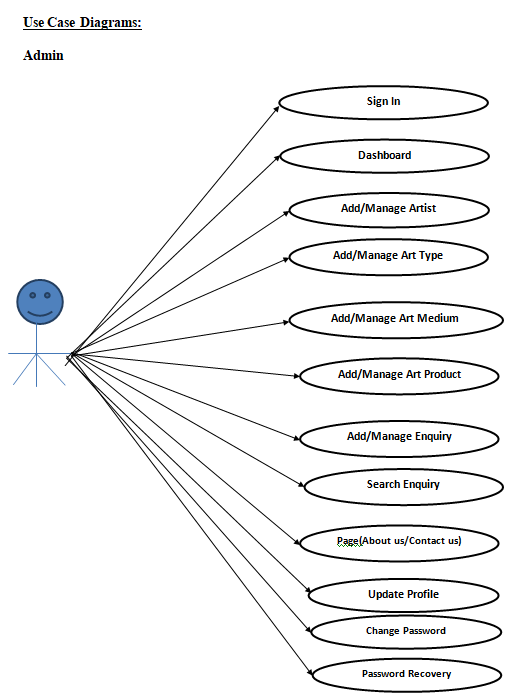 Use Case Diagrams:
Admin
Sign In
Dashboard
Add/Manage Artist
Add/Manage Art Type
Add/Manage Art Medium
Add/Manage Art Product
Add/Manage Enquiry
Search Enquiry
Page(About us/Contact us)
Update Profile
Change Password
Password Recovery